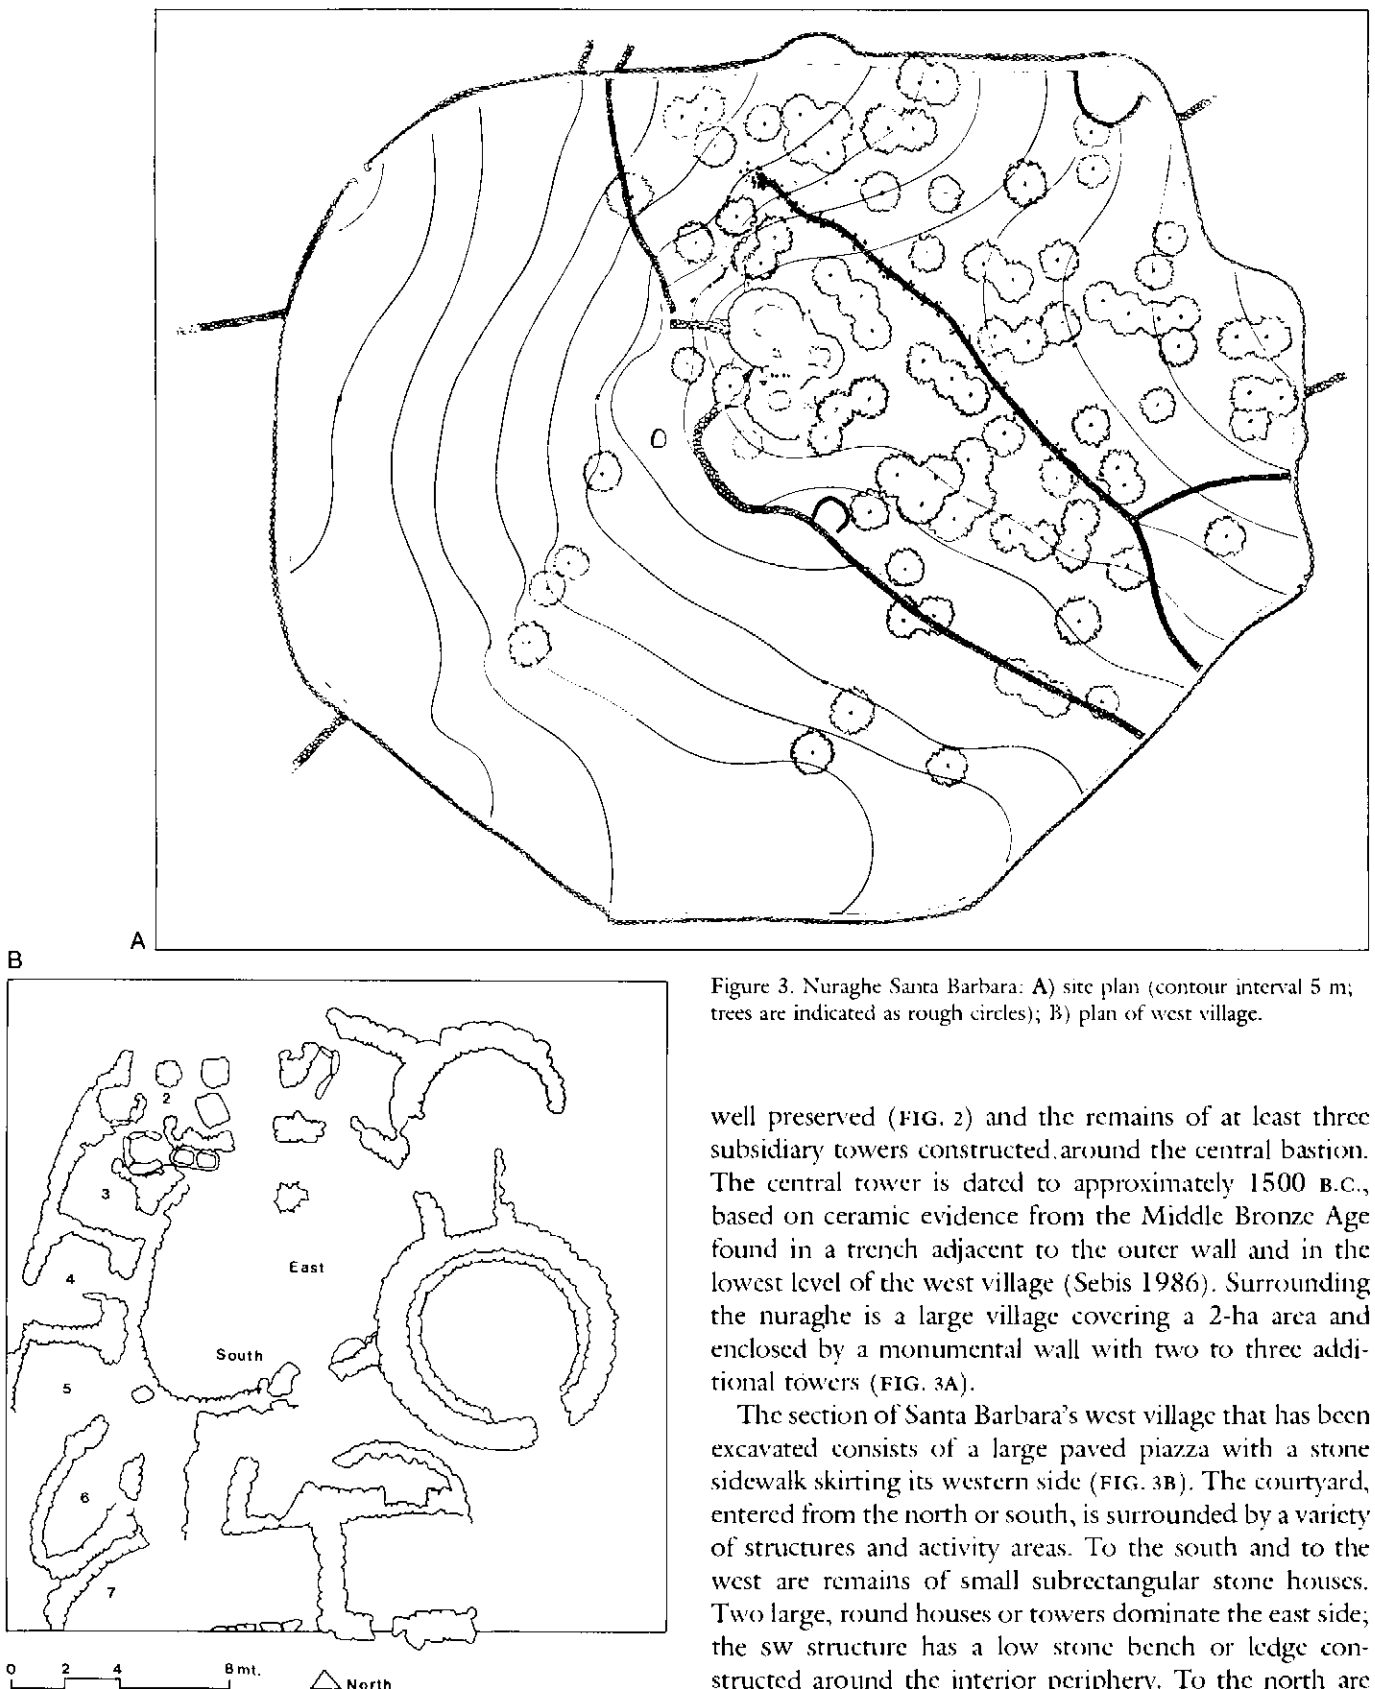 A
B
Figure 3. Nuraghe Santa Barbara: A) site plan (contour interval 5 m;
trees are indicated as rough circles); B) plan of west village.
2
3
4
East
South
5
6
7
0 2 4 8 mt.
North
well preserved (FIG. 2) and the remains of at least three
subsidiary towers constructed around the central bastion.
The central tower is dated to approximately 1500 B.C.,
based on ceramic evidence from the Middle Bronze Age
found in a trench adjacent to the outer wall and in the
lowest level of the west village (Sebis 1986). Surrounding
the nuraghe is a large village covering a 2-ha area and
enclosed by a monumental wall with two to three addi-
tional towers (FIG. 3A).
The section of Santa Barbara's west village that has been
excavated consists of a large paved piazza with a stone
sidewalk skirting its western side (FIG. 3B). The courtyard,
entered from the north or south, is surrounded by a variety
of structures and activity areas. To the south and to the
west are remains of small subrectangular stone houses.
Two large, round houses or towers dominate the east side;
the SW structure has a low stone bench or ledge con-
structed around the interior periphery. To the north are